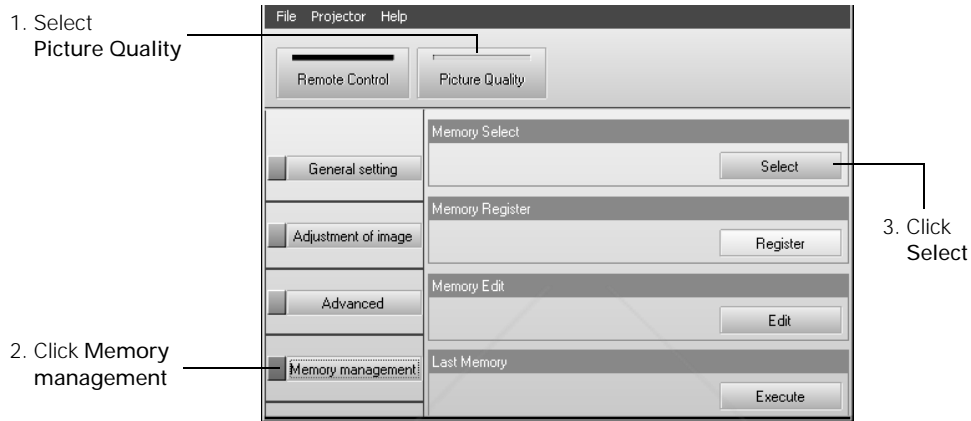 1. Select
Picture Quality
File Projector Help
Remote Control Picture Quality
Memory Select
General setting
Select
Memory Register
Adjustment of image
Register
3. Click
Select
Memory Edit
Advanced
Edit
2. Click Memory
management
Memory management
Last Memory
Execute